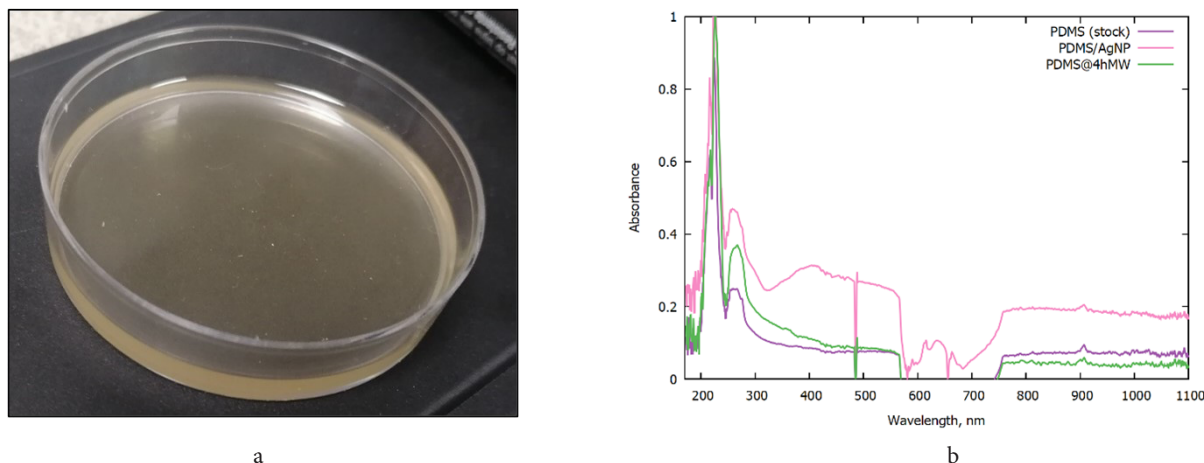 1
0.8
0.6
0.4
0.2
0
Absorbance
PDMS (stock)
PDMS/AgNP
PDMS@4hMW
200 300 400 500 600 700 800 900 1000 1100
Wavelength, nm
a
b